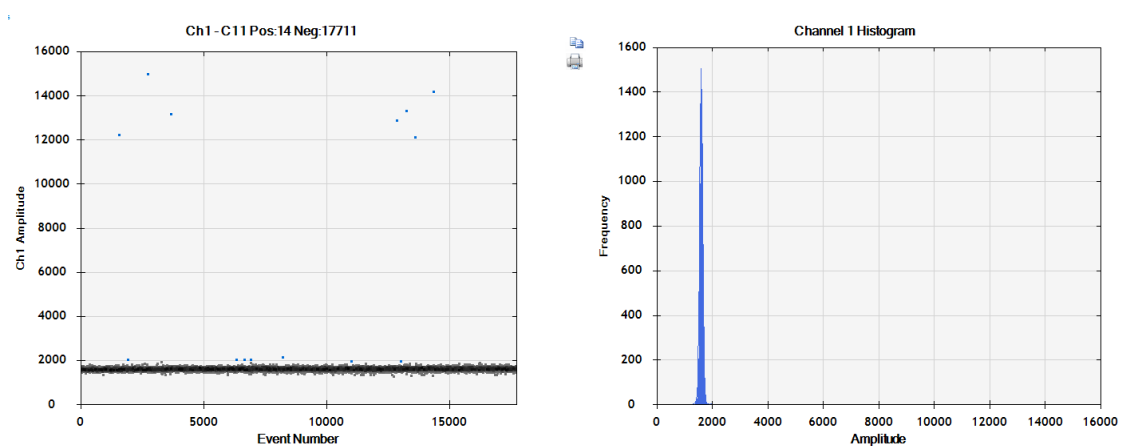 Ch1 - C11 Pos:14 Neg:17711
16000
14000
12000
10000
8000
6000
4000
2000
0
0 5000 10000 15000
Ch1 Amplitude
Event Number
Channel 1 Histogram
1600
1400
1200
1000
800
600
400
200
0
0 2000 4000 6000 8000 10000 12000 14000 16000
Frequency
Amplitude